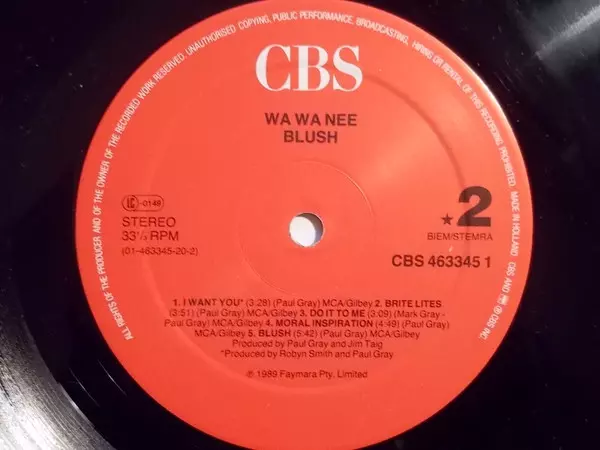 ALL RIGHTS OF THE PRODUCER AND OF THE OWNER OF THE RECORDED WORK RESERVED. UNAUTHORISED COPYING, PUBLIC PERFORMANCE, BROADCASTING, HIRING OR RENTAL OF THIS RECORDING PROHIBITED. MADE IN HOLLAND
CBS
WA WA NEE
BLUSH
LC -0149
STEREO
33⅓ RPM
(01-463345-20-2)
★2
BIEM/STEMRA
CBS 463345 1
1. I WANT YOU* (3:28) (Paul Gray) MCA/Gilbey 2. BRITE LITES.
(3:51) (Paul Gray) MCA/Gilbey 3. DO IT TO ME (3:09) (Mark Gray -
Paul Gray) MCA/Gilbey 4. MORAL INSPIRATION (4:49) (Paul Gray)
MCA/Gilbey 5. BLUSH (5:42) (Paul Gray) MCA/Gilbey
Produced by Paul Gray and Jim Taig
*Produced by Robyn Smith and Paul Gray
℗ 1989 Faymara Pty. Limited
CBS AND ARE ® CBS INC.